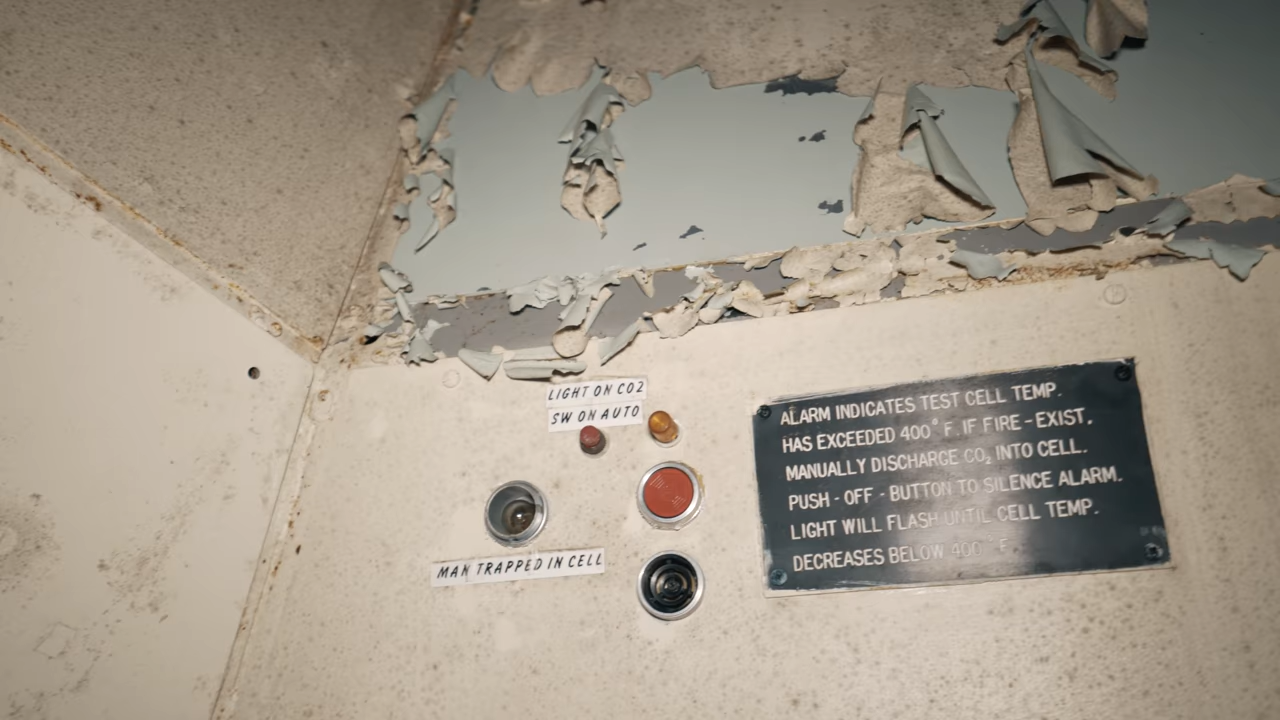 LIGHT ON CO2
SW ON AUTO
MAN TRAPPED IN CELL
ALARM INDICATES TEST CELL TEMP.
HAS EXCEEDED 400° F. IF FIRE - EXIST,
MANUALLY DISCHARGE CO₂ INTO CELL.
PUSH - OFF - BUTTON TO SILENCE ALARM.
LIGHT WILL FLASH UNTIL CELL TEMP.
DECREASES BELOW 400° F.